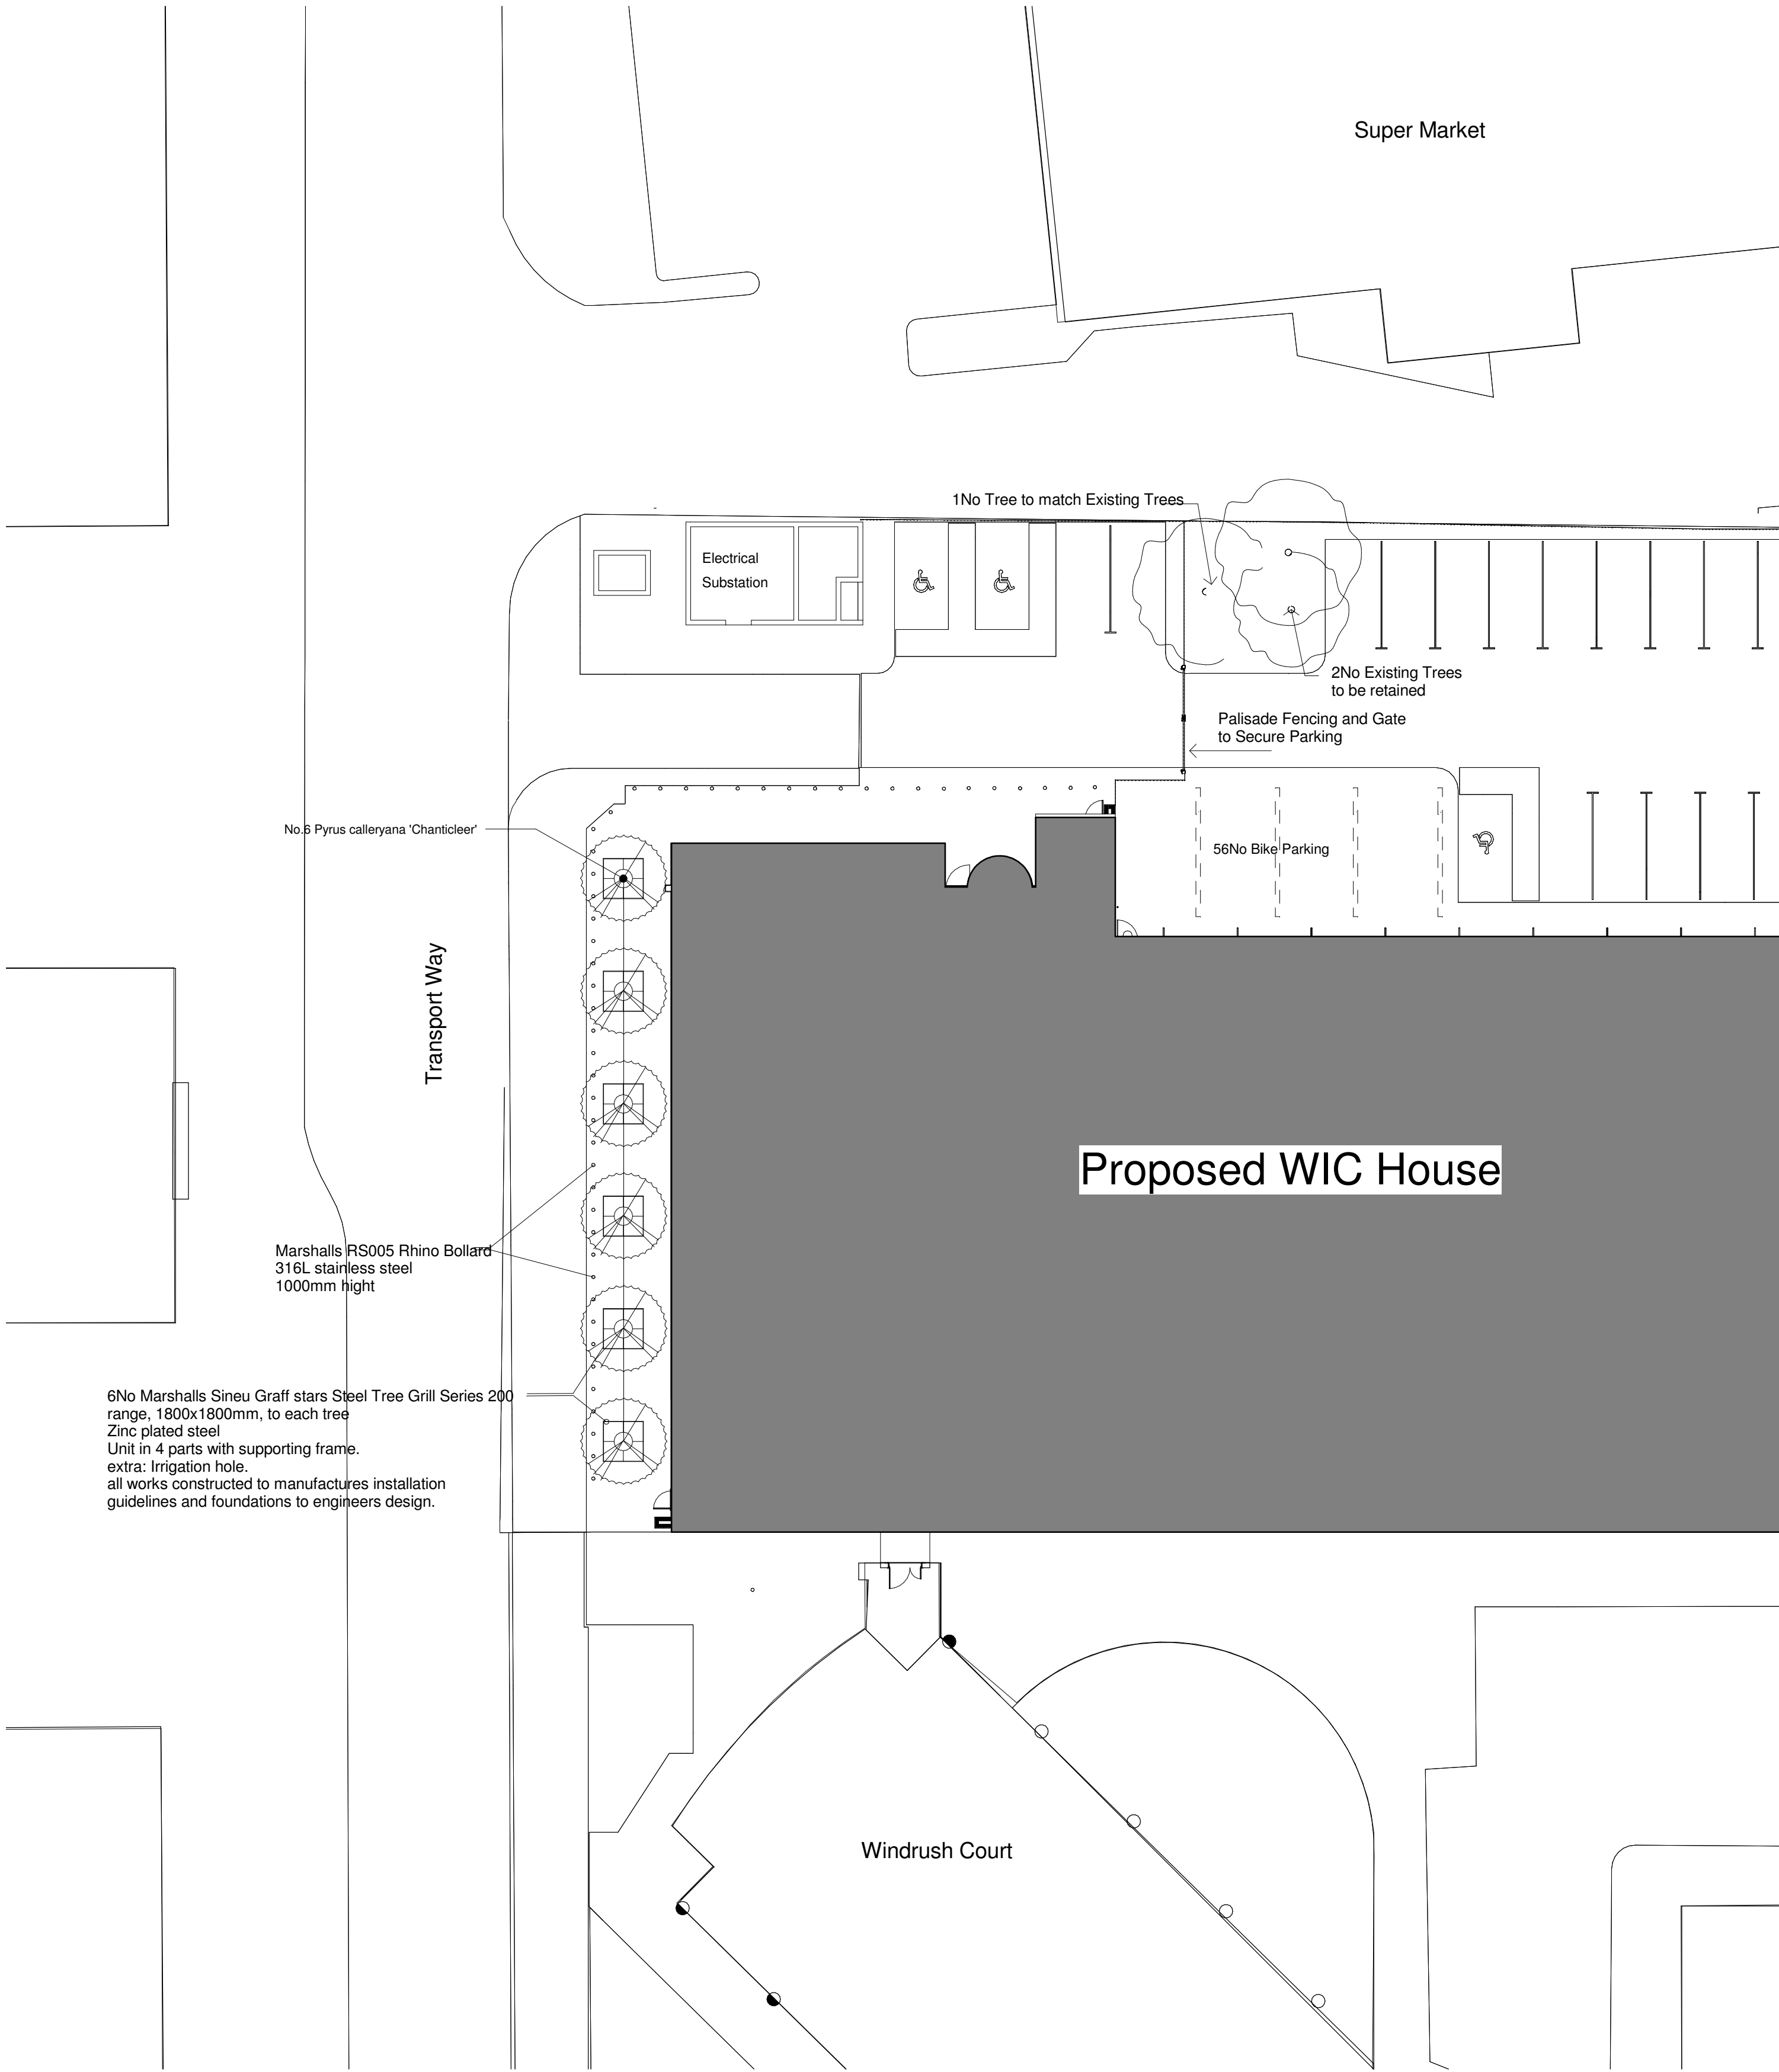 Super Market
1No Tree to match Existing Trees
Electrical
Substation
2No Existing Trees
to be retained
Palisade Fencing and Gate
to Secure Parking
No.6 Pyrus calleryana 'Chanticleer'
56No Bike Parking
Transport Way
Proposed WIC House
Marshalls RS005 Rhino Bollard
316L stainless steel
1000mm hight
6No Marshalls Sineu Graff stars Steel Tree Grill Series 200
range, 1800x1800mm, to each tree
Zinc plated steel
Unit in 4 parts with supporting frame.
extra: Irrigation hole.
all works constructed to manufactures installation
guidelines and foundations to engineers design.
Windrush Court